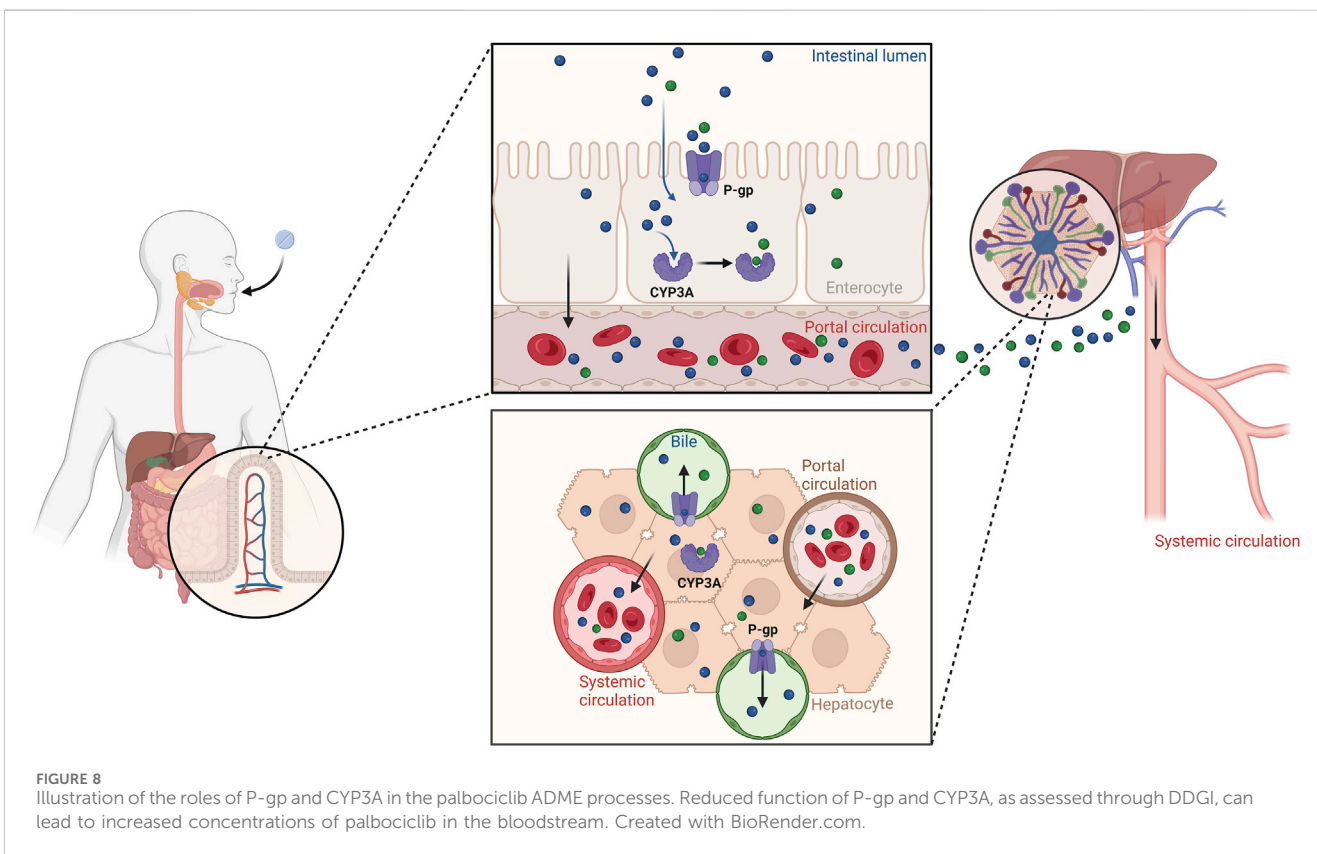 Intestinal lumen
P-gp
CYP3A
Enterocyte
Portal circulation
Bile
Portal
circulation
CYP3A
P-gp
Systemic
circulation
Hepatocyte
Systemic circulation
FIGURE 8
Illustration of the roles of P-gp and CYP3A in the palbociclib ADME processes. Reduced function of P-gp and CYP3A, as assessed through DDGI, can
lead to increased concentrations of palbociclib in the bloodstream. Created with BioRender.com.